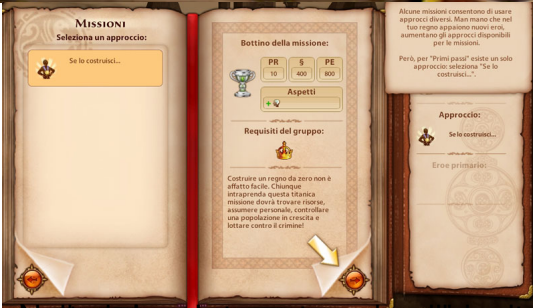 Missioni
Seleziona un approccio:
Se lo costruisci...
Bottino della missione:
PR
§
PE
10
400
800
Aspetti
+
Requisiti del gruppo:
Costruire un regno da zero non è
affatto facile. Chiunque
intraprenda questa titanica
missione dovrà trovare risorse,
assumere personale, controllare
una popolazione in crescita e
lottare contro il crimine!
Alcune missioni consentono di usare
approcci diversi. Man mano che nel
tuo regno appaiono nuovi eroi,
aumentano gli approcci disponibili
per le missioni.
Però, per "Primi passi" esiste un solo
approccio: seleziona "Se lo
costruisci...".
Approccio:
Se lo costruisci...
Eroe primario: